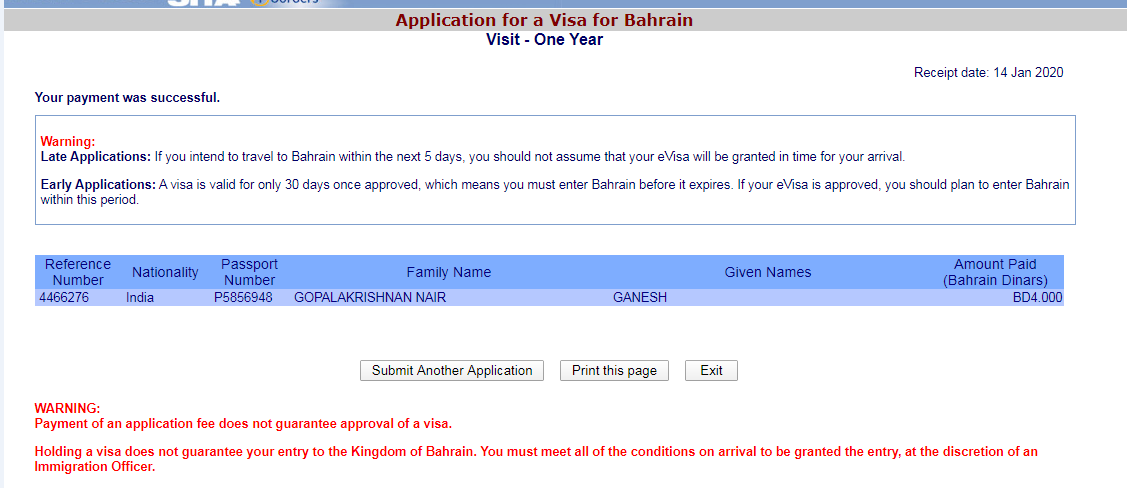 Application for a Visa for Bahrain
Visit - One Year
Receipt date: 14 Jan 2020
Your payment was successful.
Warning:
Late Applications: If you intend to travel to Bahrain within the next 5 days, you should not assume that your eVisa will be granted in time for your arrival.
Early Applications: A visa is valid for only 30 days once approved, which means you must enter Bahrain before it expires. If your eVisa is approved, you should plan to enter Bahrain
within this period.
Reference Number Nationality Passport Number Family Name Given Names Amount Paid (Bahrain Dinars)
4466276 India P5856948 GOPALAKRISHNAN NAIR GANESH BD4.000
Submit Another Application Print this page Exit
WARNING:
Payment of an application fee does not guarantee approval of a visa.
Holding a visa does not guarantee your entry to the Kingdom of Bahrain. You must meet all of the conditions on arrival to be granted the entry, at the discretion of an
Immigration Officer.